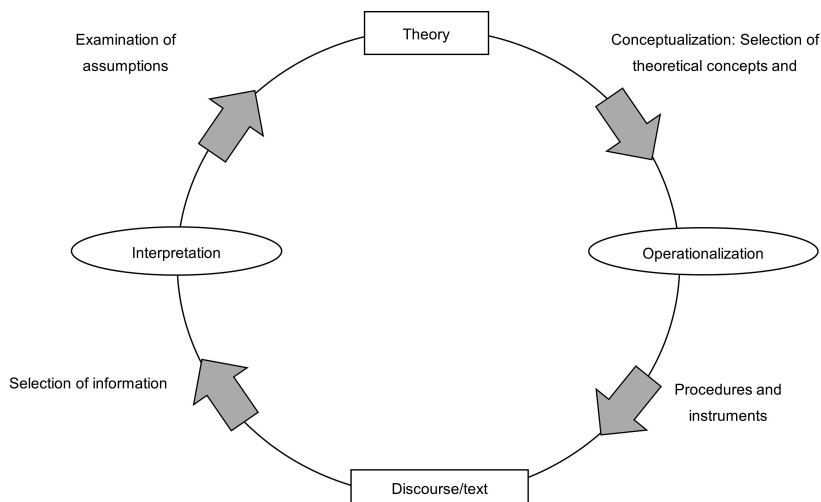 Theory
Examination of
assumptions
Conceptualization: Selection of
theoretical concepts and
Interpretation
Operationalization
Selection of information
Procedures and
instruments
Discourse/text